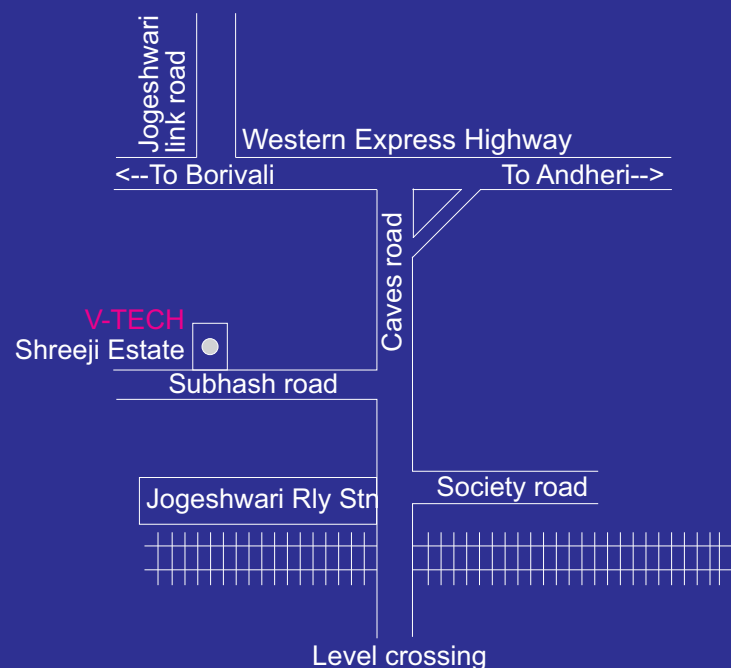 Jogeshwari
link road
Western Express Highway
<--To Borivali
To Andheri-->
Caves road
V-TECH
Shreeji Estate
Subhash road
Society road
Jogeshwari Rly Stn
Level crossing